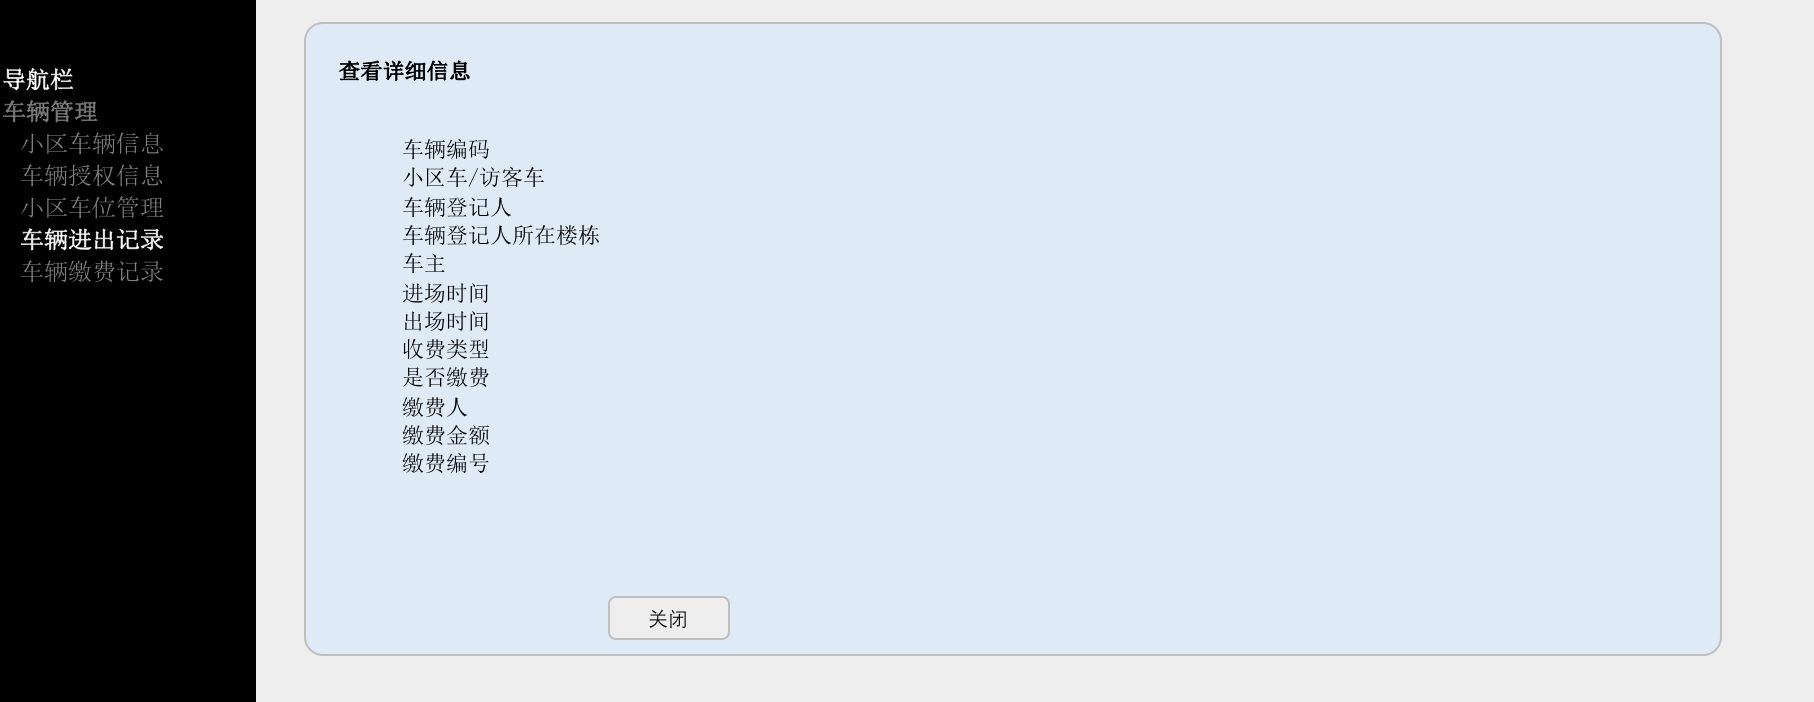 导航栏
车辆管理
小区车辆信息
车辆授权信息
小区车位管理
车辆进出记录
车辆缴费记录
查看详细信息
车辆编码
小区车/访客车
车辆登记人
车辆登记人所在楼栋
车主
进场时间
出场时间
收费类型
是否缴费
缴费人
缴费金额
缴费编号
关闭